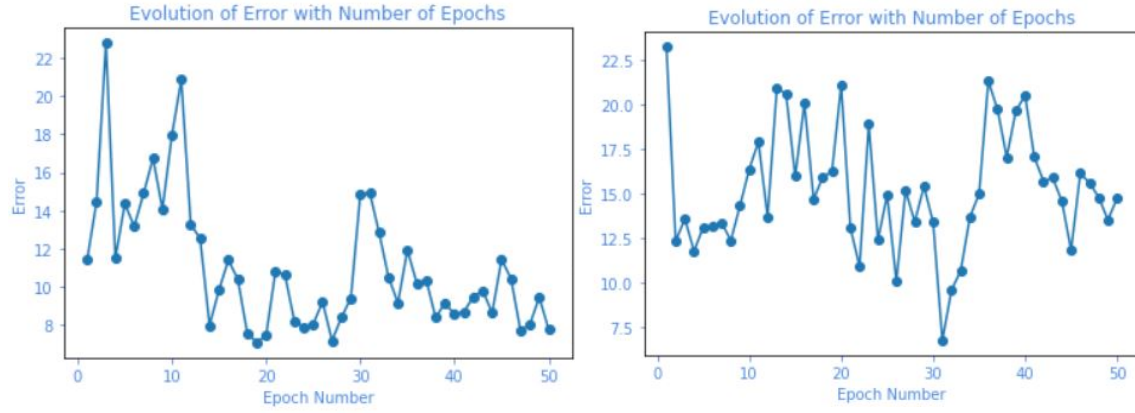 Evolution of Error with Number of Epochs
22
20
18
16
14
12
10
8
Error
0 10 20 30 40 50
Epoch Number
Evolution of Error with Number of Epochs
22.5
20.0
17.5
15.0
12.5
10.0
7.5
Error
0 10 20 30 40 50
Epoch Number